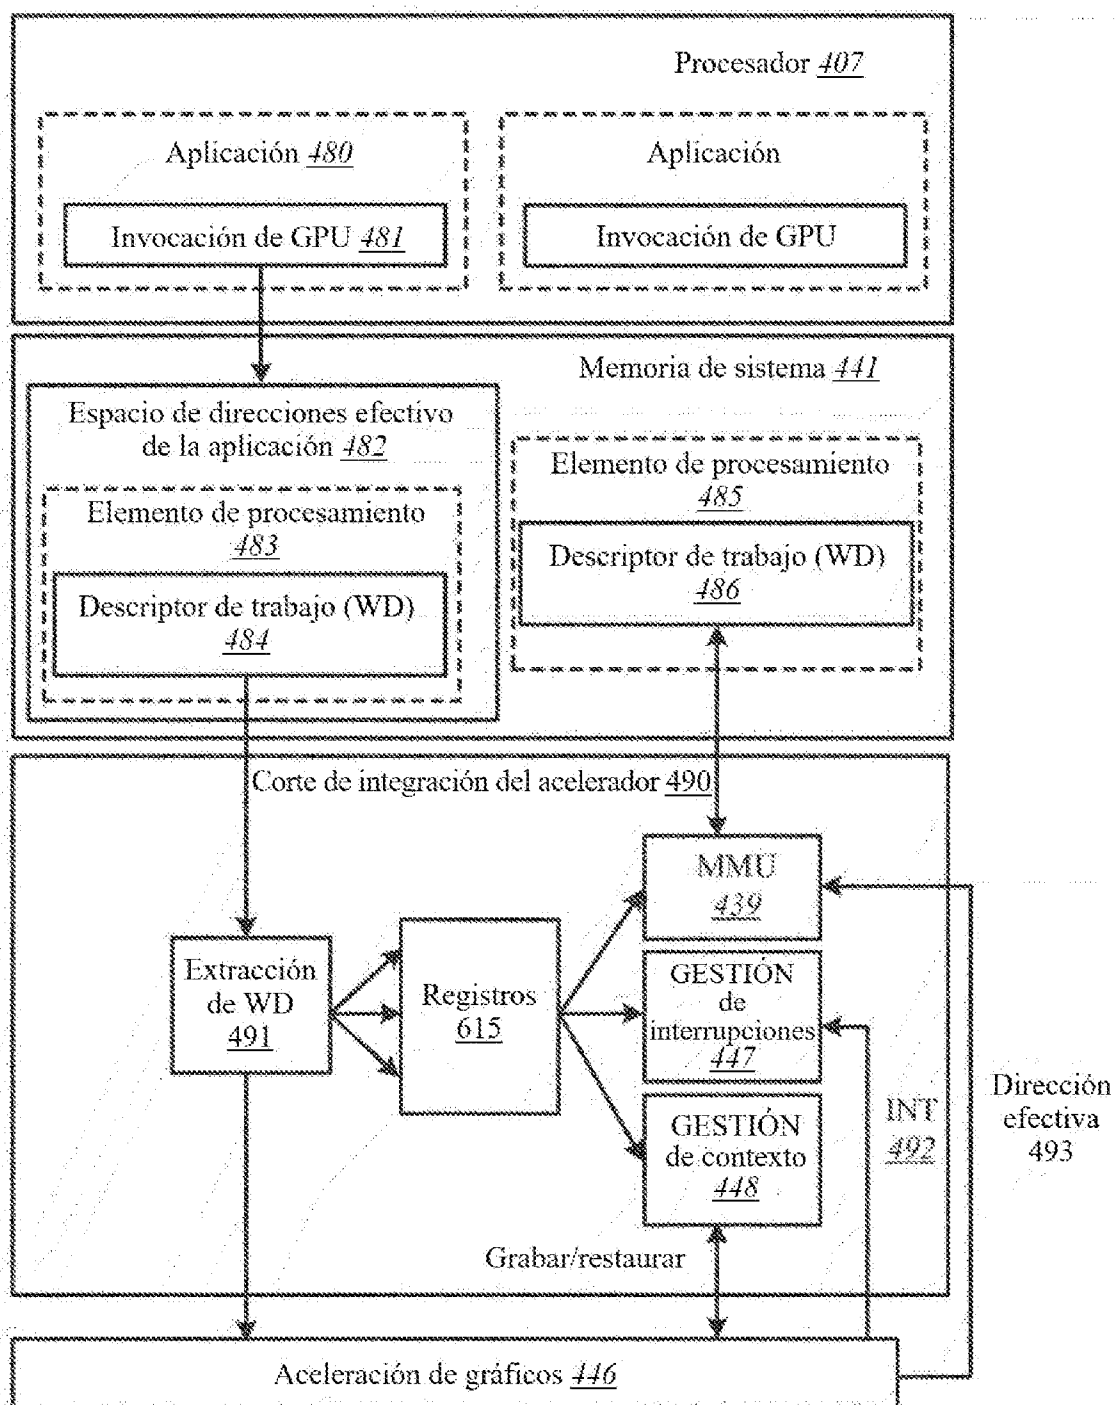 Procesador 407
Aplicación 480
Aplicación
Invocación de GPU 481
Invocación de GPU
Memoria de sistema 441
Espacio de direcciones efectivo
de la aplicación 482
Elemento de procesamiento
483
Descriptor de trabajo (WD)
484
Elemento de procesamiento
485
Descriptor de trabajo (WD)
486
Corte de integración del acelerador 490
MMU
439
Extracción
de WD
491
Registros
615
GESTIÓN
de
interrupciones
447
GESTIÓN
de contexto
448
INT
492
Dirección
efectiva
493
Grabar/restaurar
Aceleración de gráficos 446